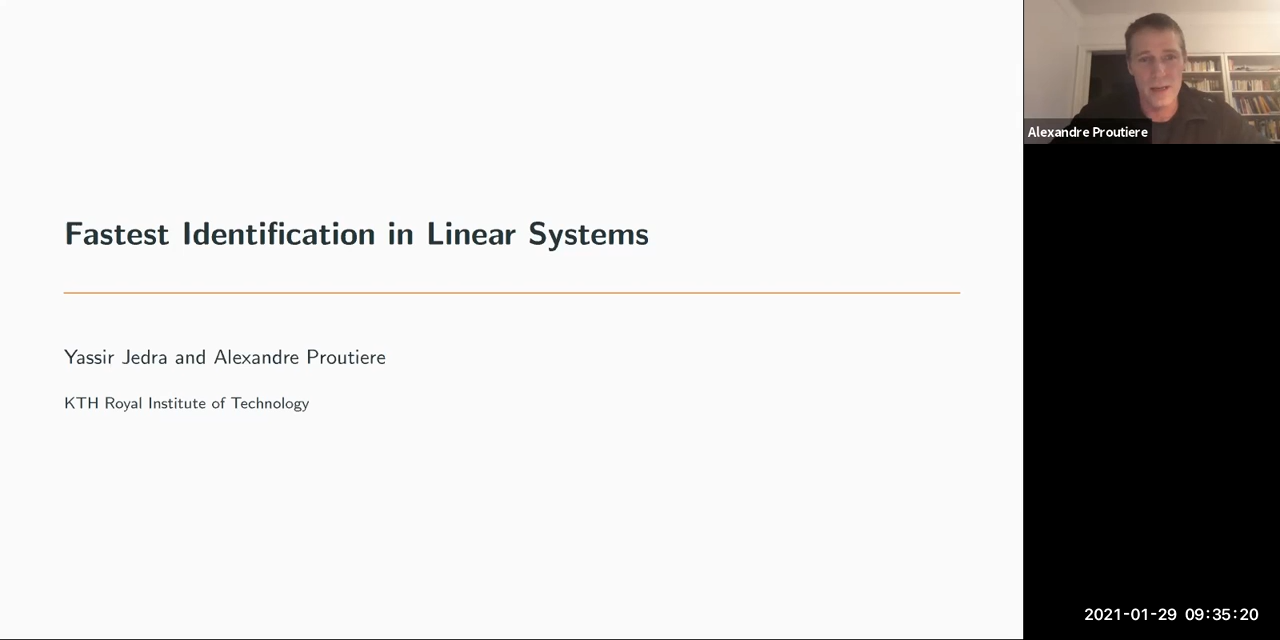 Fastest Identification in Linear Systems
Yassir Jedra and Alexandre Proutiere
KTH Royal Institute of Technology
Alexandre Proutiere
2021-01-29 09:35:20